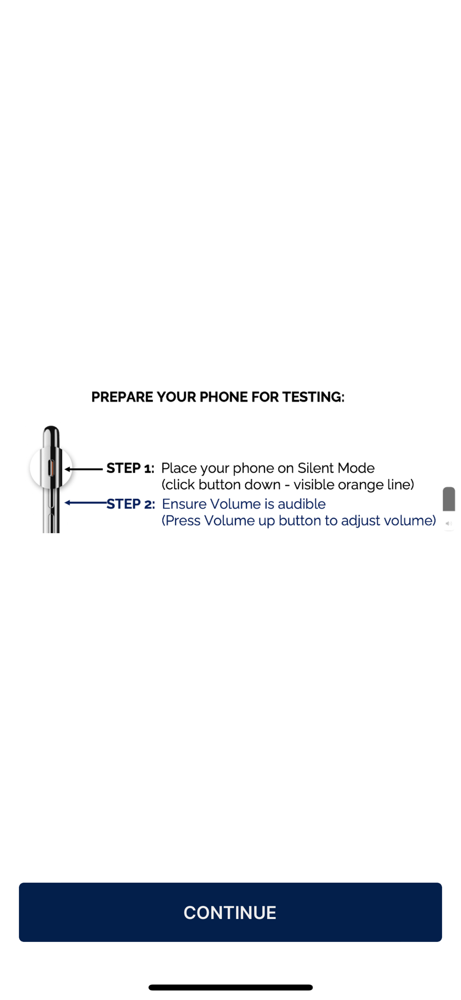 PREPARE YOUR PHONE FOR TESTING:
STEP 1: Place your phone on Silent Mode
(click button down - visible orange line)
STEP 2: Ensure Volume is audible
(Press Volume up button to adjust volume)
CONTINUE